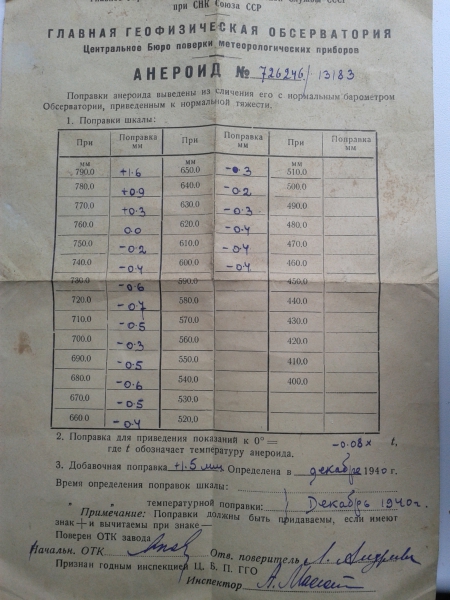 при СНК Союза ССР
ГЛАВНАЯ ГЕОФИЗИЧЕСКАЯ ОБСЕРВАТОРИЯ
Центральное Бюро поверки метеорологических приборов
АНЕРОИД № 726246/13183
Поправки анероида выведены из сличения его с нормальным барометром
Обсерватории, приведенным к нормальной тяжести.
1. Поправки шкалы:
При Поправка мм При Поправка мм При Поправка мм
мм мм мм
790.0 +1.6 650.0 -0.3 510.0
780.0 +0.9 640.0 -0.2 500.0
770.0 +0.3 630.0 -0.3 490.0
760.0 0.0 620.0 -0.4 480.0
750.0 -0.2 610.0 -0.4 470.0
740.0 -0.4 600.0 -0.4 460.0
730.0 -0.6 590.0 450.0
720.0 -0.7 580.0 440.0
710.0 -0.5 570.0 430.0
700.0 -0.3 560.0 420.0
690.0 -0.5 550.0 410.0
680.0 -0.6 540.0 400.0
670.0 -0.5 530.0
660.0 -0.4 520.0
2. Поправка для приведения показаний к 0° = -0.08 x t,
где t обозначает температуру анероида.
3. Добавочная поправка +1.5 мм Определена в декабре 1940 г.
Время определения поправок шкалы:
температурной поправки: Декабрь 1940г.
Примечание: Поправки должны быть придаваемы, если имеют
знак + и вычитаемы при знаке —
Поверен ОТК завода
Начальн. ОТК Отв. поверитель
Признан годным инспекцией Ц. Б. П. ГГО
Инспектор